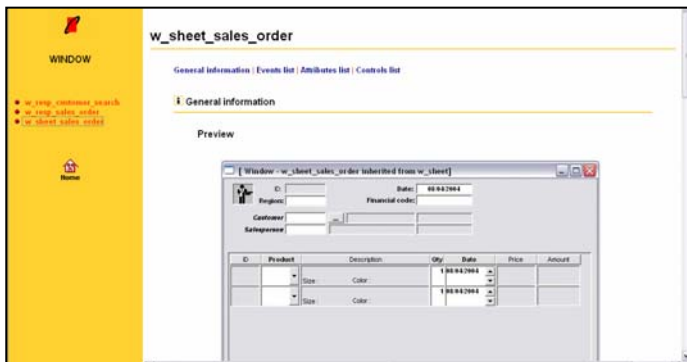 WINDOW
w_resp_customer_search
w_resp_sales_order
w_sheet_sales_order
Home
w_sheet_sales_order
General information | Events list | Attributes list | Controls list
General information
Preview
[ Window - w_sheet_sales_order inherited from w_sheet]
ID: Date: 08/04/2004
Region: Financial code:
Customer ...
Salesperson
ID Product Description Qty Date Price Amount
1 08/04/2004
Size: Color:
1 08/04/2004
Size: Color: